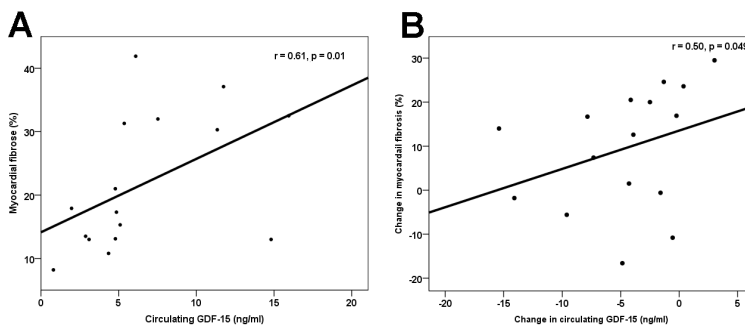 A
r = 0.61, p = 0.01
Myocardial fibrose (%)
40
30
20
10
0
5
10
15
20
Circulating GDF-15 (ng/ml)
B
r = 0.50, p = 0.049
Change in myocardail fibrosis (%)
30
20
10
0
-10
-20
-20
-15
-10
-5
0
5
Change in circulating GDF-15 (ng/ml)